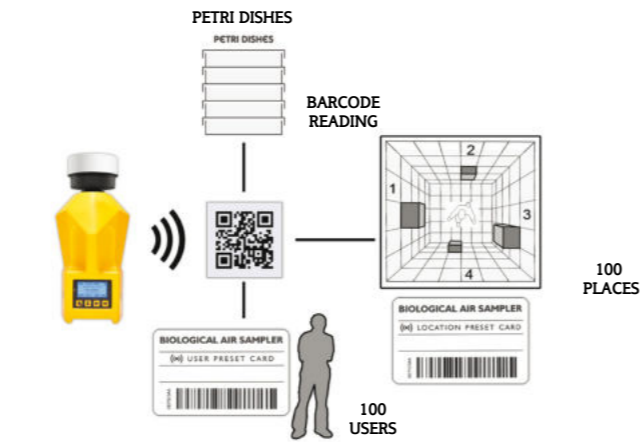 PETRI DISHES
PETRI DISHES
BARCODE
READING
1
2
3
4
100
PLACES
BIOLOGICAL AIR SAMPLER
USER PRESET CARD
BIOLOGICAL AIR SAMPLER
LOCATION PRESET CARD
100
USERS